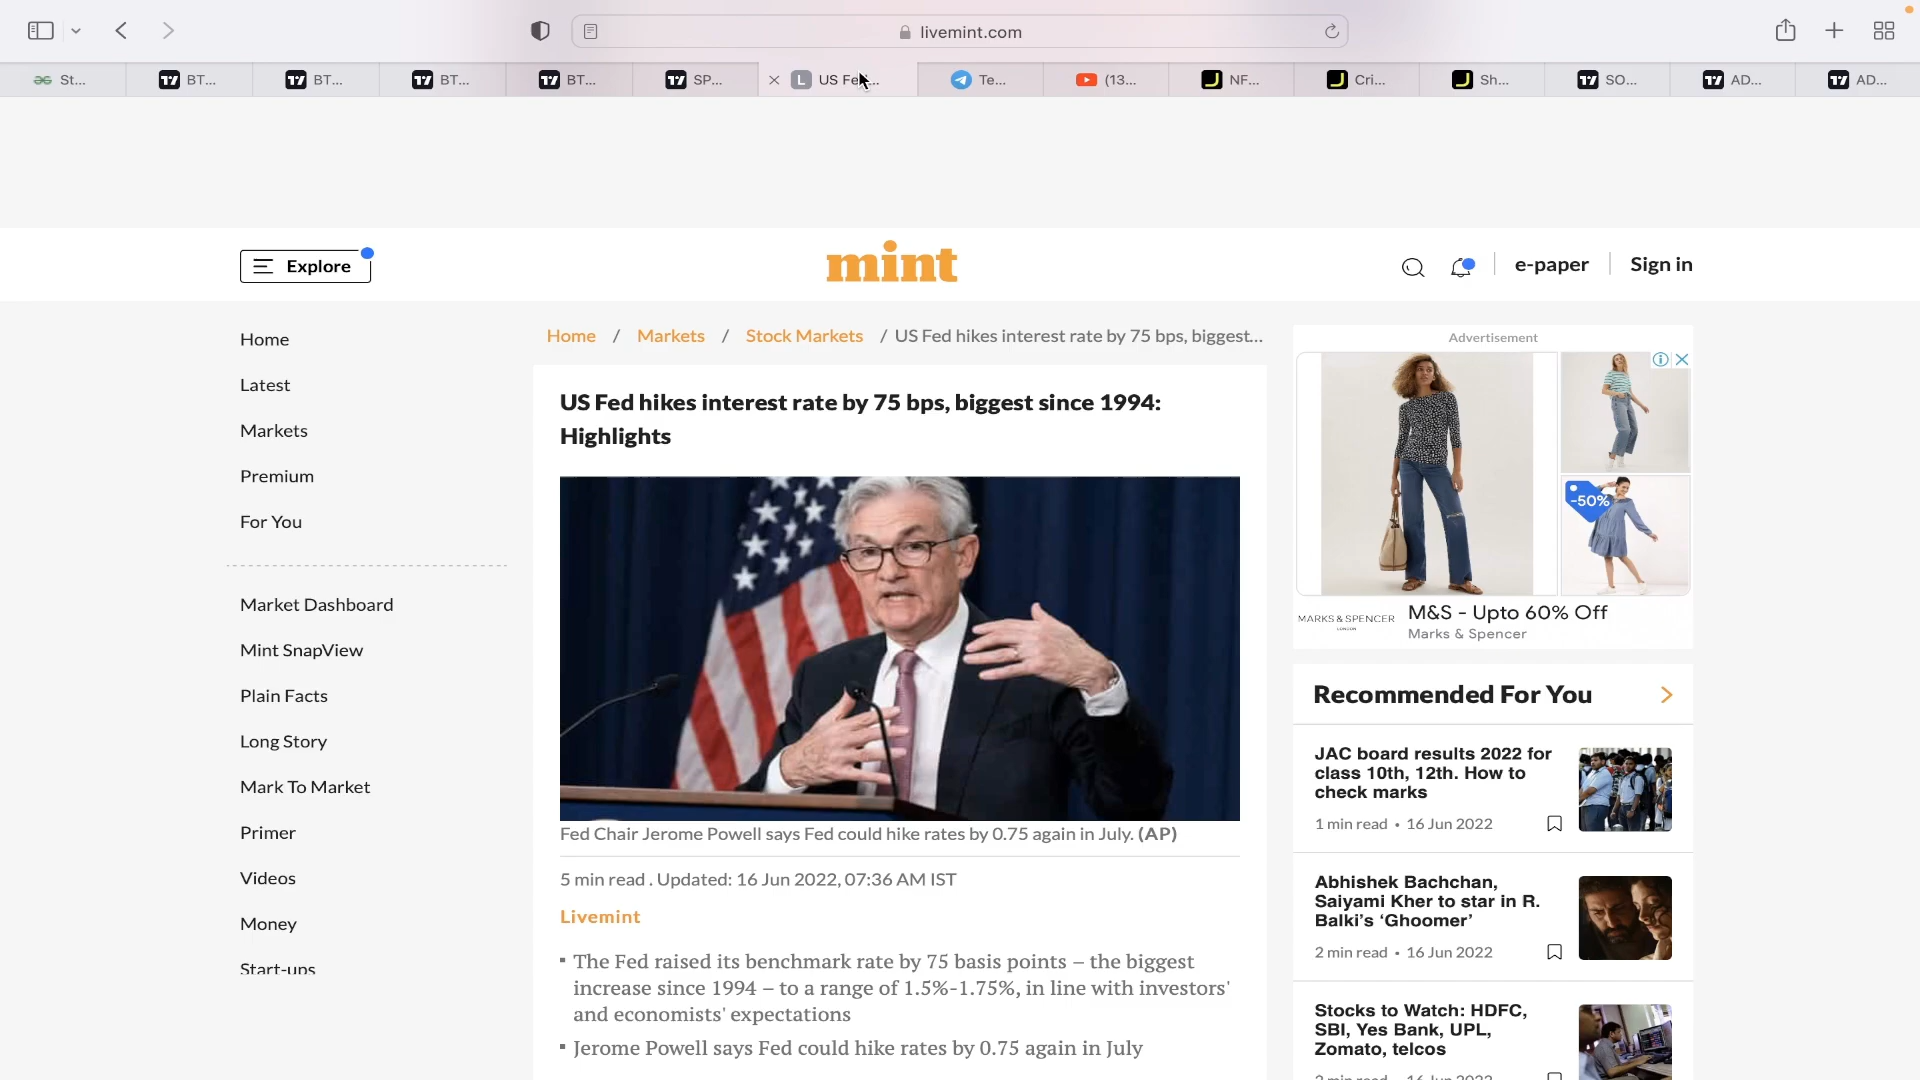 livemint.com
St...
BT...
BT...
BT...
BT...
SP...
L
US Fe
Te...
(13...
NF...
Cri...
Sh...
SO...
AD...
AD...
Explore
mint
e-paper
Sign in
Home
Latest
Markets
Premium
For You
Market Dashboard
Mint SnapView
Plain Facts
Long Story
Mark To Market
Primer
Videos
Money
Start-ups
Home / Markets / Stock Markets / US Fed hikes interest rate by 75 bps, biggest...
US Fed hikes interest rate by 75 bps, biggest since 1994:
Highlights
Fed Chair Jerome Powell says Fed could hike rates by 0.75 again in July. (AP)
5 min read . Updated: 16 Jun 2022, 07:36 AM IST
Livemint
The Fed raised its benchmark rate by 75 basis points – the biggest
increase since 1994 – to a range of 1.5%-1.75%, in line with investors'
and economists' expectations
Jerome Powell says Fed could hike rates by 0.75 again in July
Advertisement
-50%
MARKS & SPENCER
LONDON
M&S - Upto 60% Off
Marks & Spencer
Recommended For You
JAC board results 2022 for
class 10th, 12th. How to
check marks
1 min read • 16 Jun 2022
Abhishek Bachchan,
Saiyami Kher to star in R.
Balki's ‘Ghoomer’
2 min read • 16 Jun 2022
Stocks to Watch: HDFC,
SBI, Yes Bank, UPL,
Zomato, telcos
2 min read • 16 Jun 2022